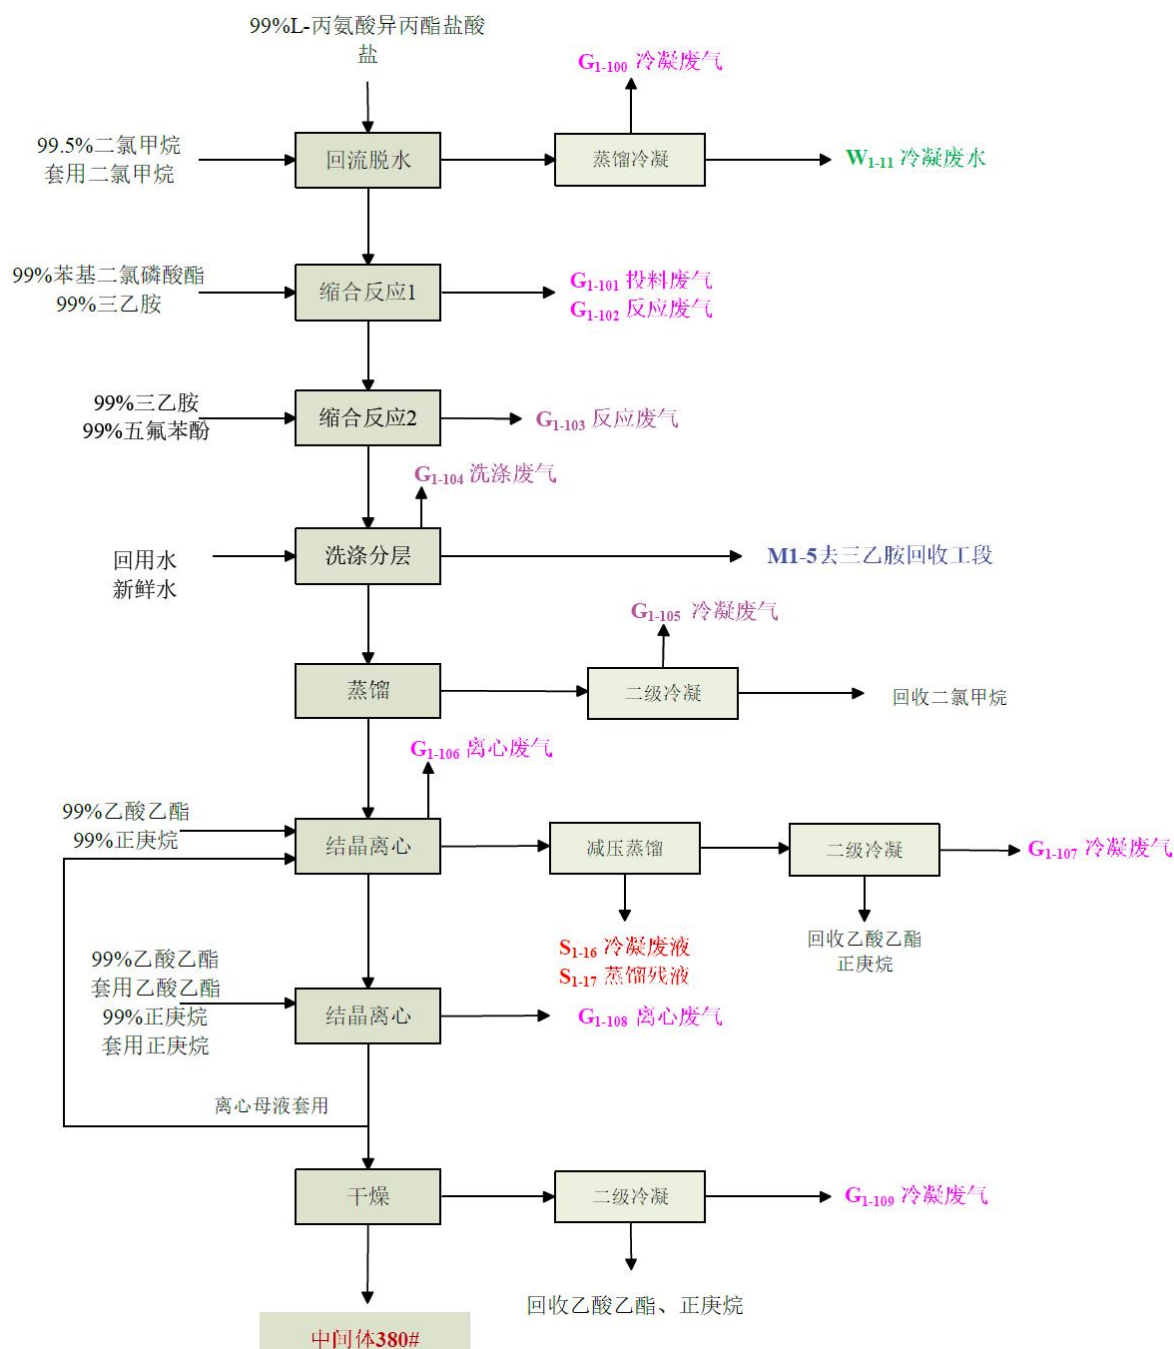 99%L-丙氨酸异丙酯盐酸
盐
G1-100 冷凝废气
99.5%二氯甲烷
套用二氯甲烷
回流脱水
蒸馏冷凝
W1-11 冷凝废水
99%苯基二氯磷酸酯
99%三乙胺
缩合反应1
G1-101 投料废气
G1-102 反应废气
99%三乙胺
99%五氟苯酚
缩合反应2
G1-103 反应废气
G1-104 洗涤废气
回用水
新鲜水
洗涤分层
M1-5去三乙胺回收工段
G1-105 冷凝废气
蒸馏
二级冷凝
回收二氯甲烷
G1-106 离心废气
99%乙酸乙酯
99%正庚烷
结晶离心
减压蒸馏
二级冷凝
G1-107 冷凝废气
S1-16 冷凝废液
S1-17 蒸馏残液
回收乙酸乙酯
正庚烷
99%乙酸乙酯
套用乙酸乙酯
99%正庚烷
套用正庚烷
结晶离心
G1-108 离心废气
离心母液套用
干燥
二级冷凝
G1-109 冷凝废气
回收乙酸乙酯、正庚烷
中间体380#